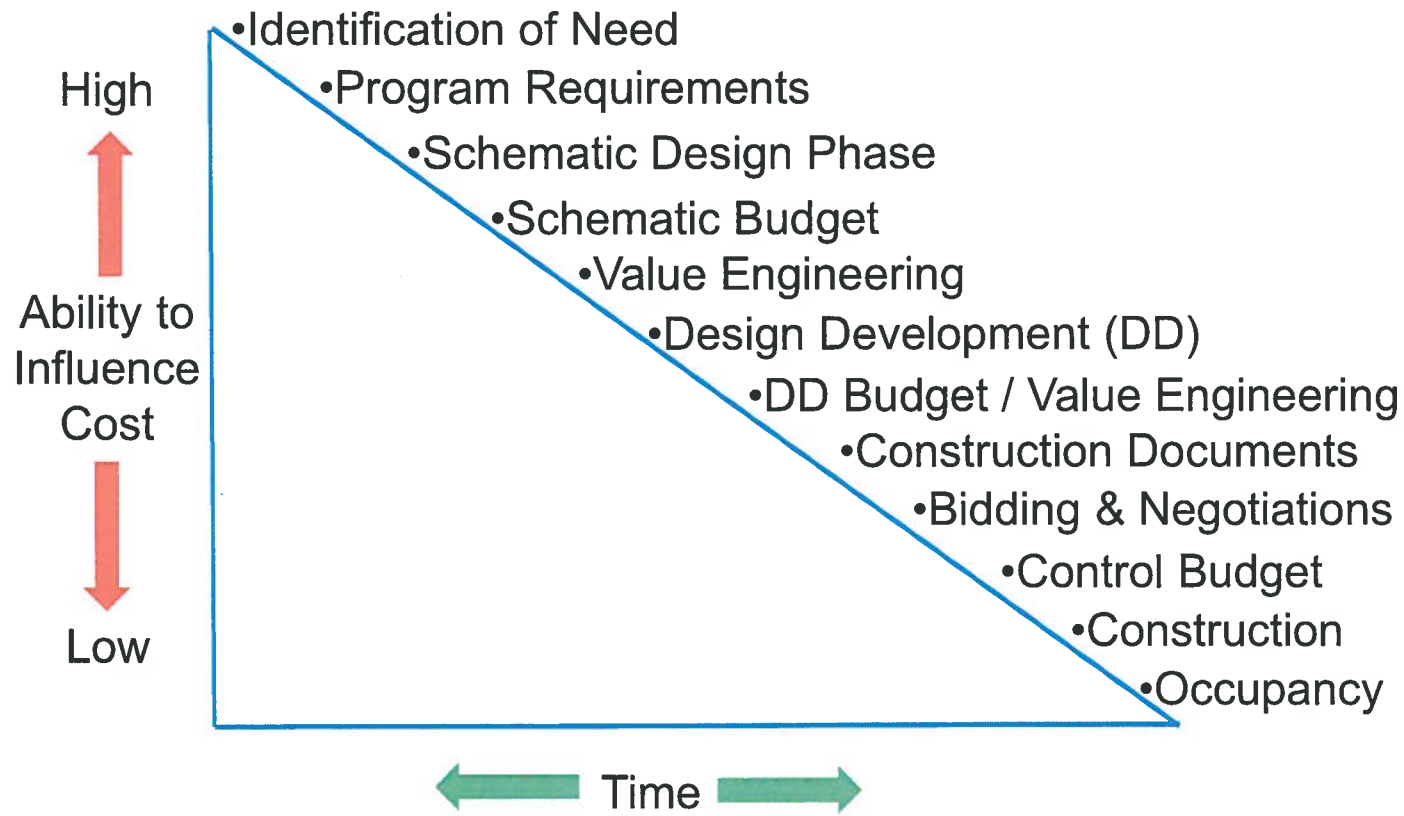 •Identification of Need
High
•Program Requirements
•Schematic Design Phase
•Schematic Budget
•Value Engineering
Ability to
Influence
Cost
•Design Development (DD)
•DD Budget / Value Engineering
•Construction Documents
•Bidding & Negotiations
•Control Budget
•Construction
Low
•Occupancy
Time